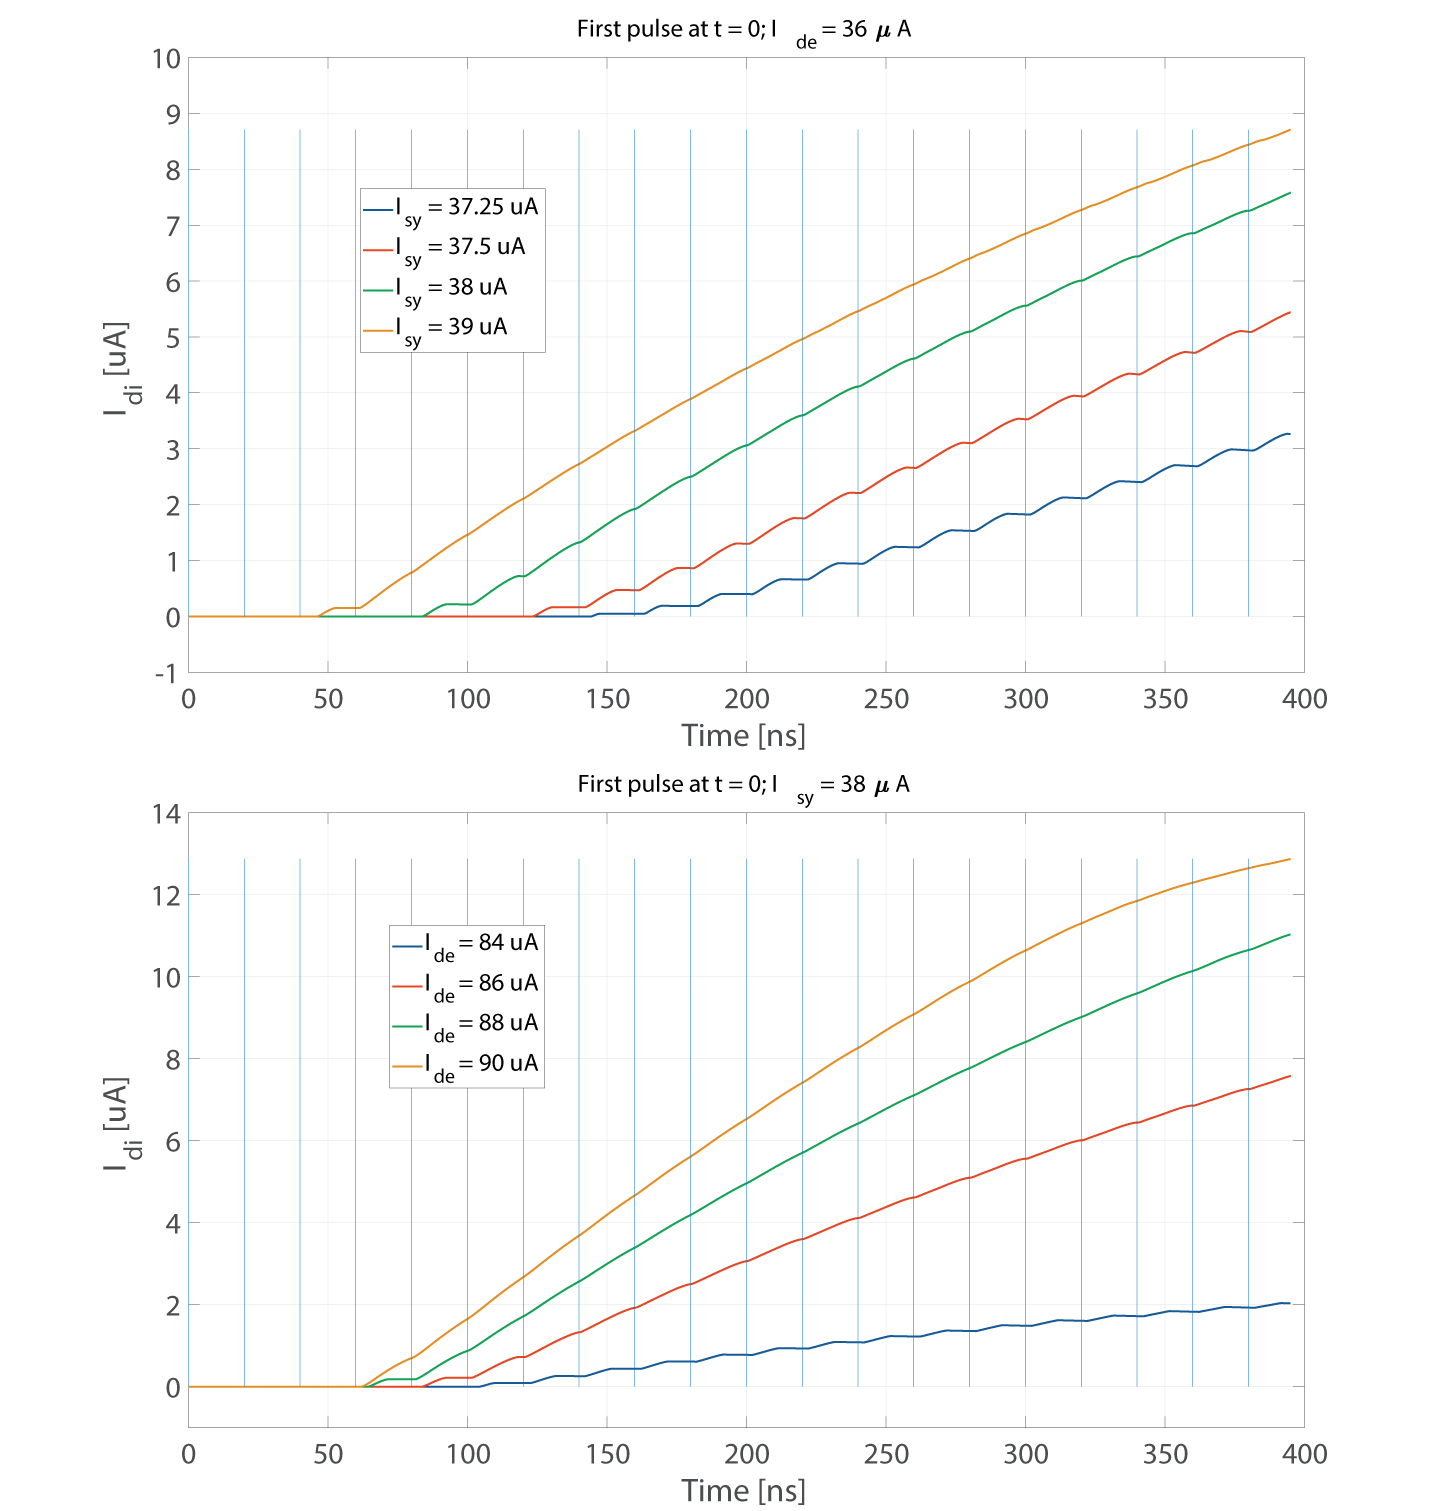 First pulse at t = 0; I de = 36 μ A
10
9
8
7
6
5
4
3
2
1
0
-1
I di [uA]
I sy = 37.25 uA
I sy = 37.5 uA
I sy = 38 uA
I sy = 39 uA
0 50 100 150 200 250 300 350 400
Time [ns]
First pulse at t = 0; I sy = 38 μ A
14
12
10
8
6
4
2
0
I di [uA]
I de = 84 uA
I de = 86 uA
I de = 88 uA
I de = 90 uA
0 50 100 150 200 250 300 350 400
Time [ns]